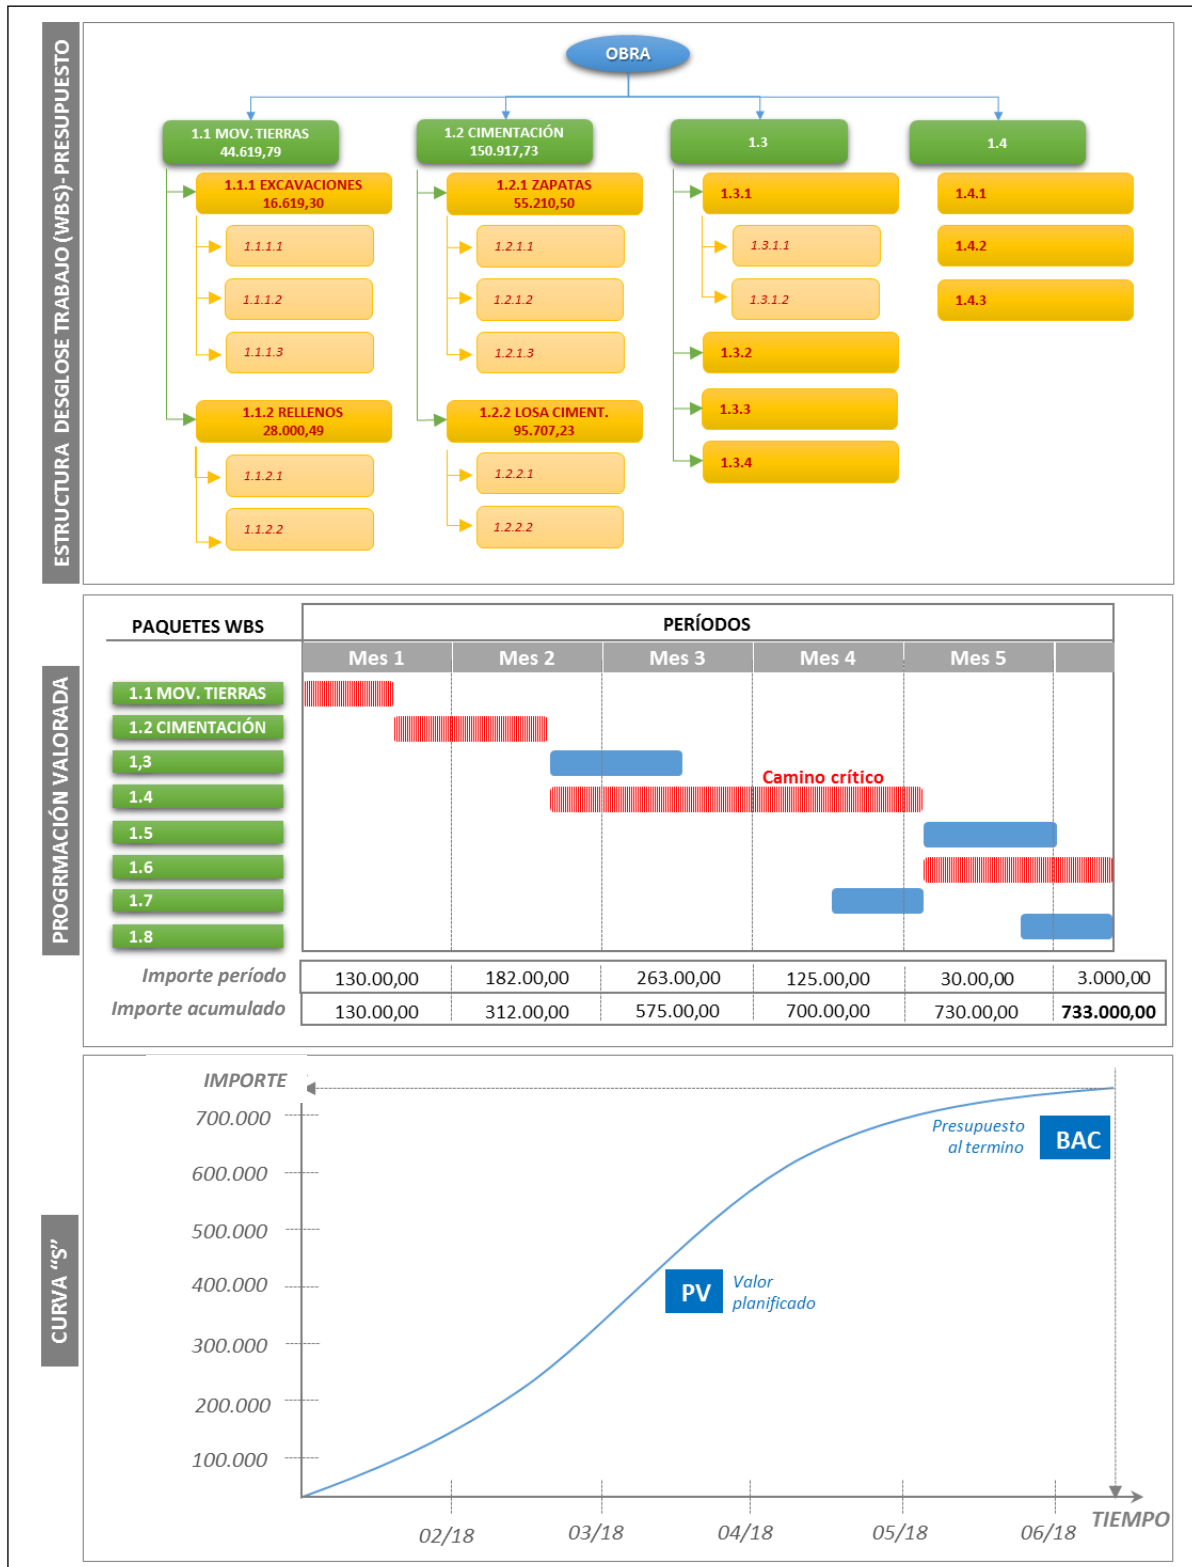 ESTRUCTURA DESGLOSE TRABAJO (WBS)- PRESUPUESTO
OBRA
1.1 MOV. TIERRAS
44.619,79
1.2 CIMENTACIÓN
150.917,73
1.3
1.4
1.1.1 EXCAVACIONES
16.619,30
1.2.1 ZAPATAS
55.210,50
1.3.1
1.4.1
1.1.1.1
1.2.1.1
1.3.1.1
1.4.2
1.1.1.2
1.2.1.2
1.3.1.2
1.4.3
1.1.1.3
1.2.1.3
1.3.2
1.1.2 RELLENOS
28.000,49
1.2.2 LOSA CIMENT.
95.707,23
1.3.3
1.3.4
1.1.2.1
1.2.2.1
1.1.2.2
1.2.2.2
PROGRMACIÓN VALORADA
PAQUETES WBS
PERÍODOS
Mes 1
Mes 2
Mes 3
Mes 4
Mes 5
1.1 MOV. TIERRAS
1.2 CIMENTACIÓN
1,3
Camino crítico
1.4
1.5
1.6
1.7
1.8
Importe período
130.00,00
182.00,00
263.00,00
125.00,00
30.00,00
3.000,00
Importe acumulado
130.00,00
312.00,00
575.00,00
700.00,00
730.00,00
733.000,00
CURVA “S”
IMPORTE
700.000
600.000
500.000
400.000
300.000
200.000
100.000
Presupuesto
al termino
BAC
PV
Valor
planificado
02/18
03/18
04/18
05/18
06/18
TIEMPO